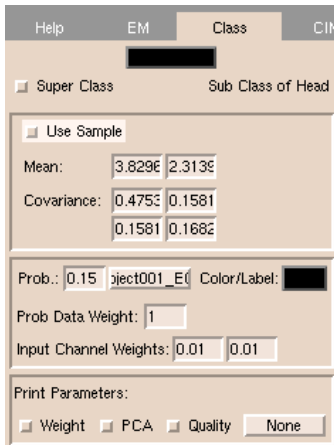 Help EM Class CIM
Super Class Sub Class of Head
Use Sample
Mean: 3.8296 2.3139
Covariance: 0.4753 0.1581
0.1581 0.1682
Prob.: 0.15 bject001_E( Color/Label:
Prob Data Weight: 1
Input Channel Weights: 0.01 0.01
Print Parameters:
Weight PCA Quality None